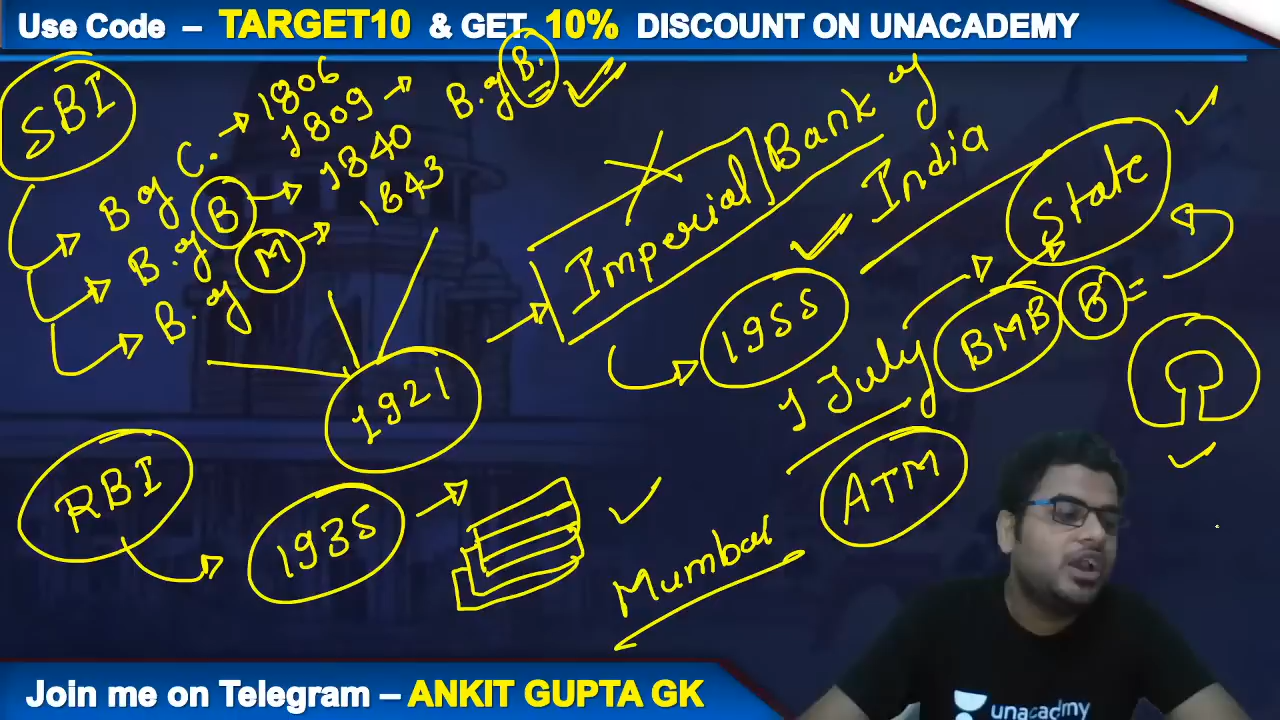 Use Code – TARGET10 & GET 10% DISCOUNT ON UNACADEMY
SBI
B of C. → 1806
1809 → B. of B.
B. of B → 1840
B. of M → 1843
1921
Imperial Bank of
India
State
1955
1 July
BMB B =
ATM
RBI
1935
Mumbai
unacademy
Join me on Telegram – ANKIT GUPTA GK